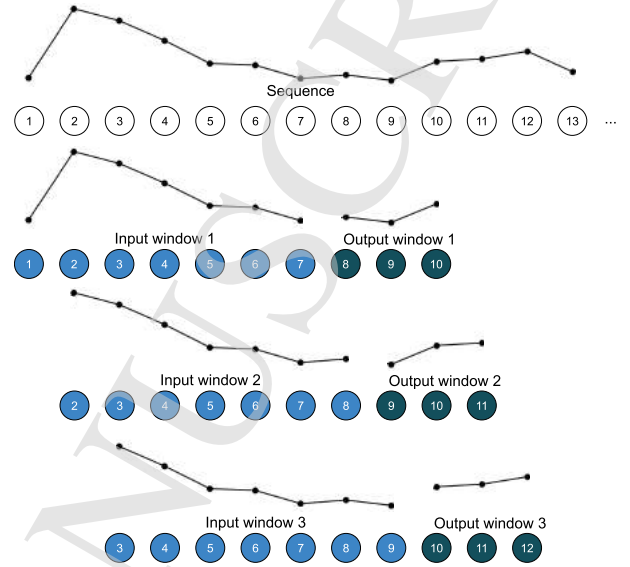 Sequence
1 2 3 4 5 6 7 8 9 10 11 12 13 ...
Input window 1 Output window 1
1 2 3 4 5 6 7 8 9 10
Input window 2 Output window 2
2 3 4 5 6 7 8 9 10 11
Input window 3 Output window 3
3 4 5 6 7 8 9 10 11 12
NUSCR